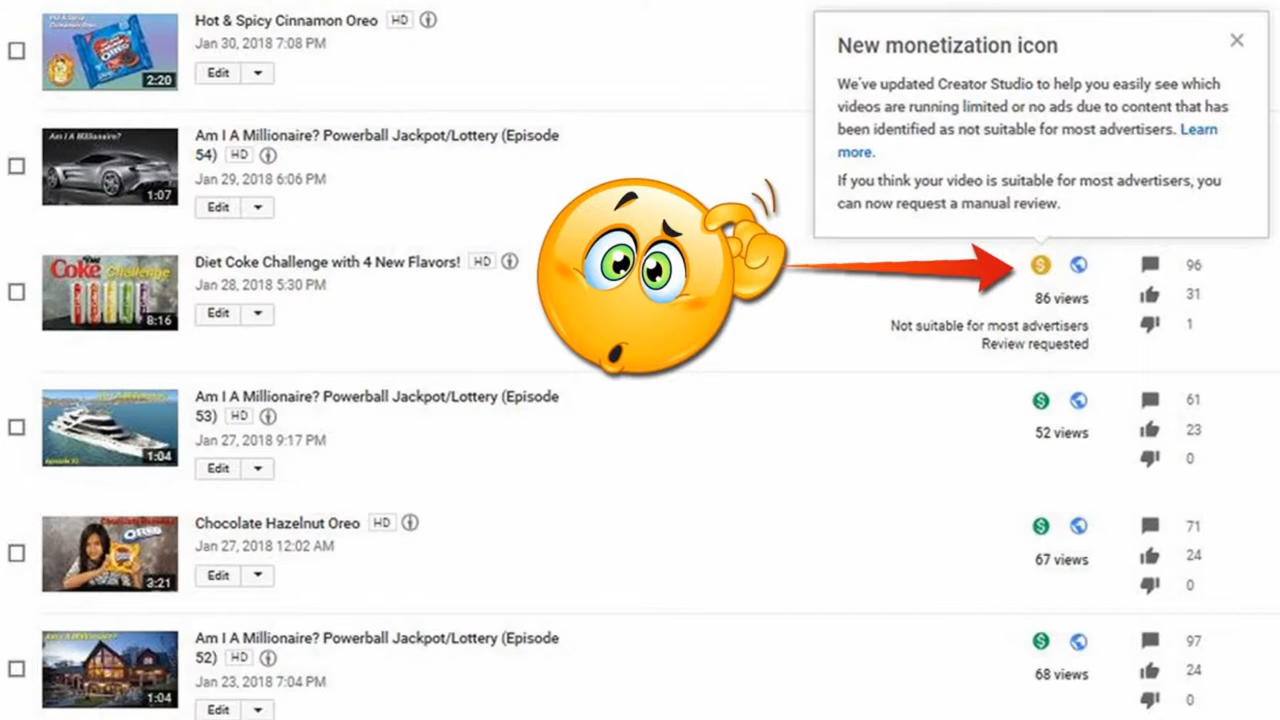 Hot & Spicy Cinnamon Oreo HD
Jan 30, 2018 7:08 PM
Edit
OREO
2:20
New monetization icon
We've updated Creator Studio to help you easily see which
videos are running limited or no ads due to content that has
been identified as not suitable for most advertisers. Learn
more.
If you think your video is suitable for most advertisers, you
can now request a manual review.
Am I A Millionaire?
1:07
Am I A Millionaire? Powerball Jackpot/Lottery (Episode
54) HD
Jan 29, 2018 6:06 PM
Edit
Coke Challenge
8:16
Diet Coke Challenge with 4 New Flavors! HD
Jan 28, 2018 5:30 PM
Edit
96
86 views
31
Not suitable for most advertisers
1
Review requested
1:04
Am I A Millionaire? Powerball Jackpot/Lottery (Episode
53) HD
Jan 27, 2018 9:17 PM
Edit
61
52 views
23
0
OREO
3:21
Chocolate Hazelnut Oreo HD
Jan 27, 2018 12:02 AM
Edit
71
67 views
24
0
Am I A Millionaire?
1:04
Am I A Millionaire? Powerball Jackpot/Lottery (Episode
52) HD
Jan 23, 2018 7:04 PM
Edit
97
68 views
24
0